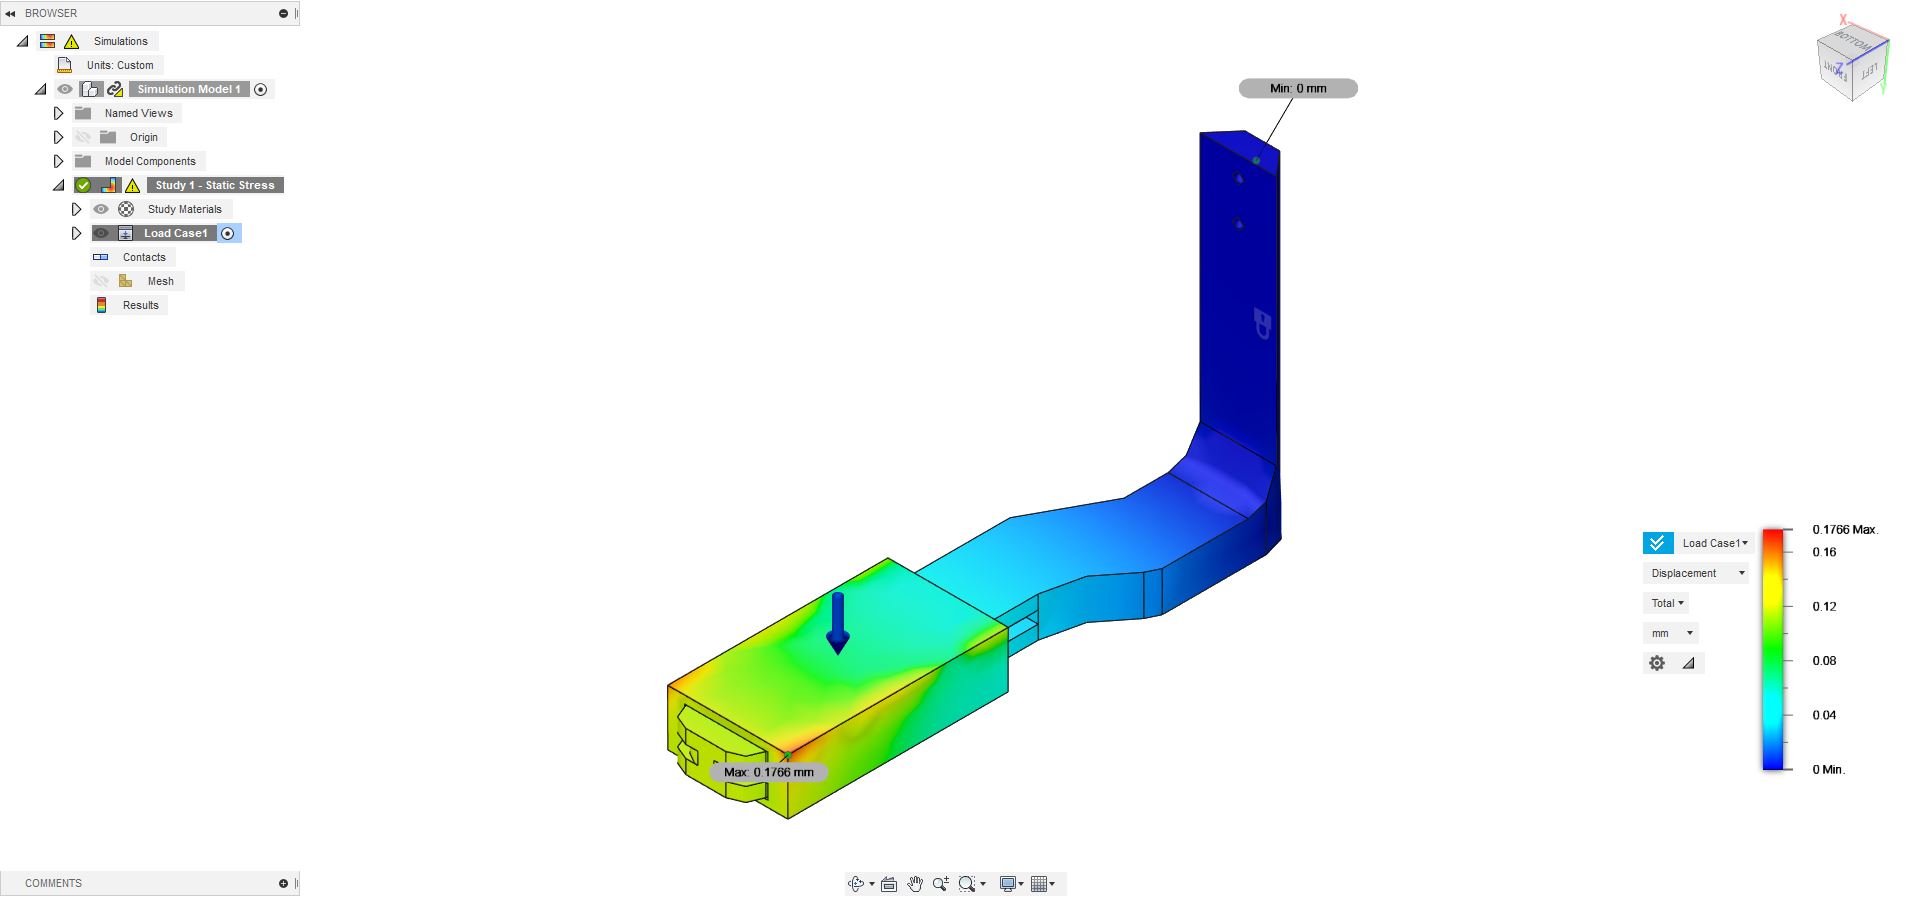 BROWSER
Simulations
Units: Custom
Simulation Model 1
Named Views
Origin
Model Components
Study 1 - Static Stress
Study Materials
Load Case1
Contacts
Mesh
Results
COMMENTS
Min: 0 mm
Max: 0.1766 mm
X
BOTTOM
FRONT
LEFT
Z
Y
Load Case1
Displacement
Total
mm
0.1766 Max.
0.16
0.12
0.08
0.04
0 Min.